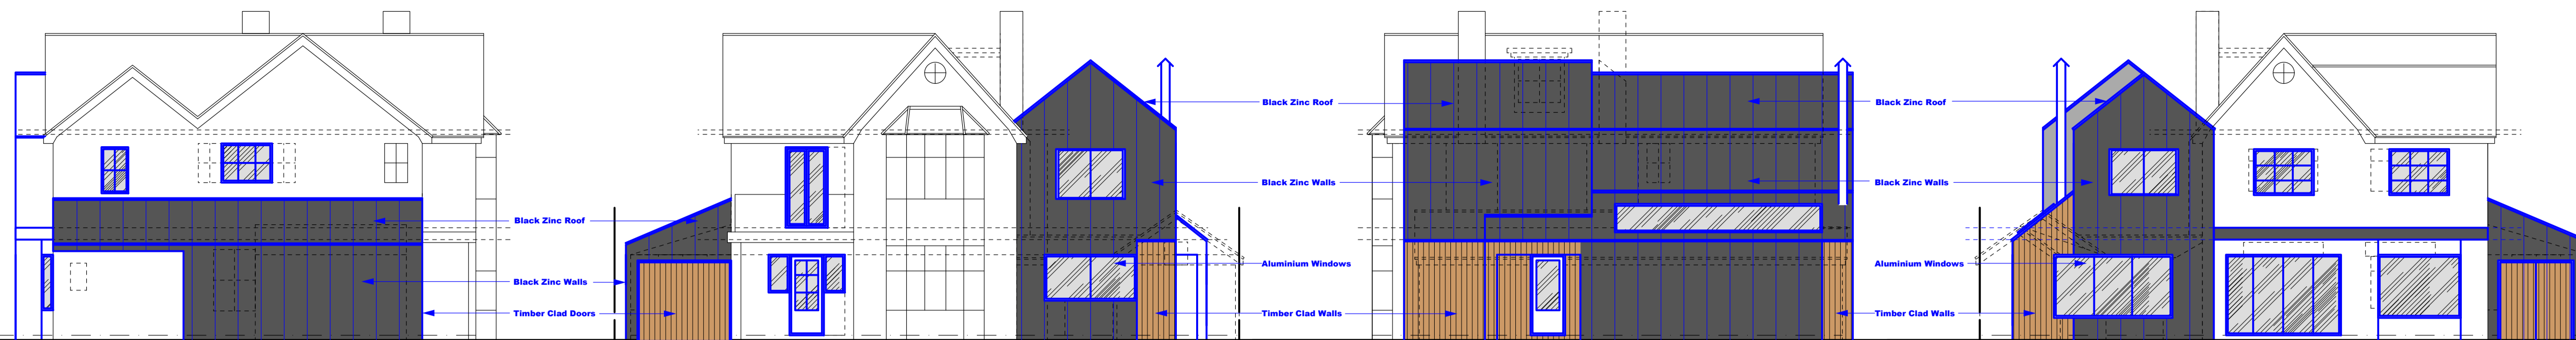 Black Zinc Roof
Black Zinc Walls
Timber Clad Doors
Black Zinc Roof
Black Zinc Walls
Aluminium Windows
Timber Clad Walls
Black Zinc Roof
Black Zinc Walls
Aluminium Windows
Timber Clad Walls